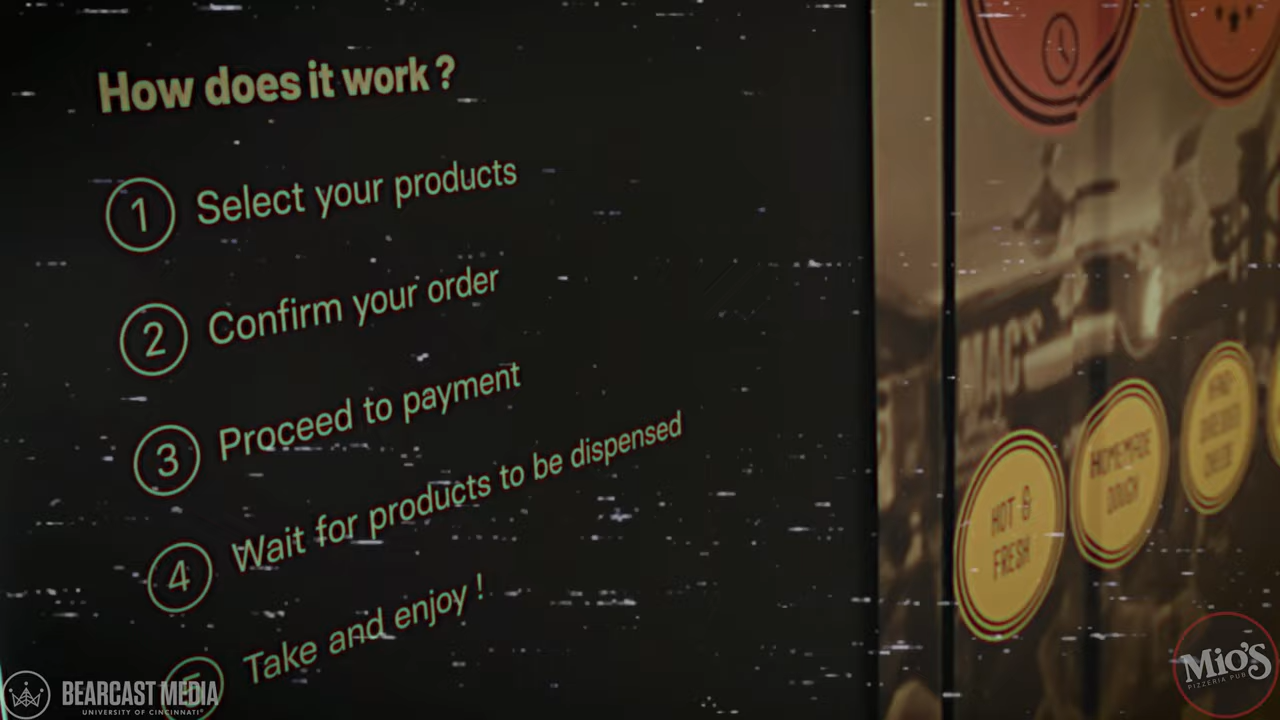 How does it work ?
1 Select your products
2 Confirm your order
3 Proceed to payment
4 Wait for products to be dispensed
5 Take and enjoy !
MAC'S
HOT &
FRESH
HOMEMADE
DOUGH
BEARCAST MEDIA
UNIVERSITY OF CINCINNATI
MIO'S
PIZZERIA PUB